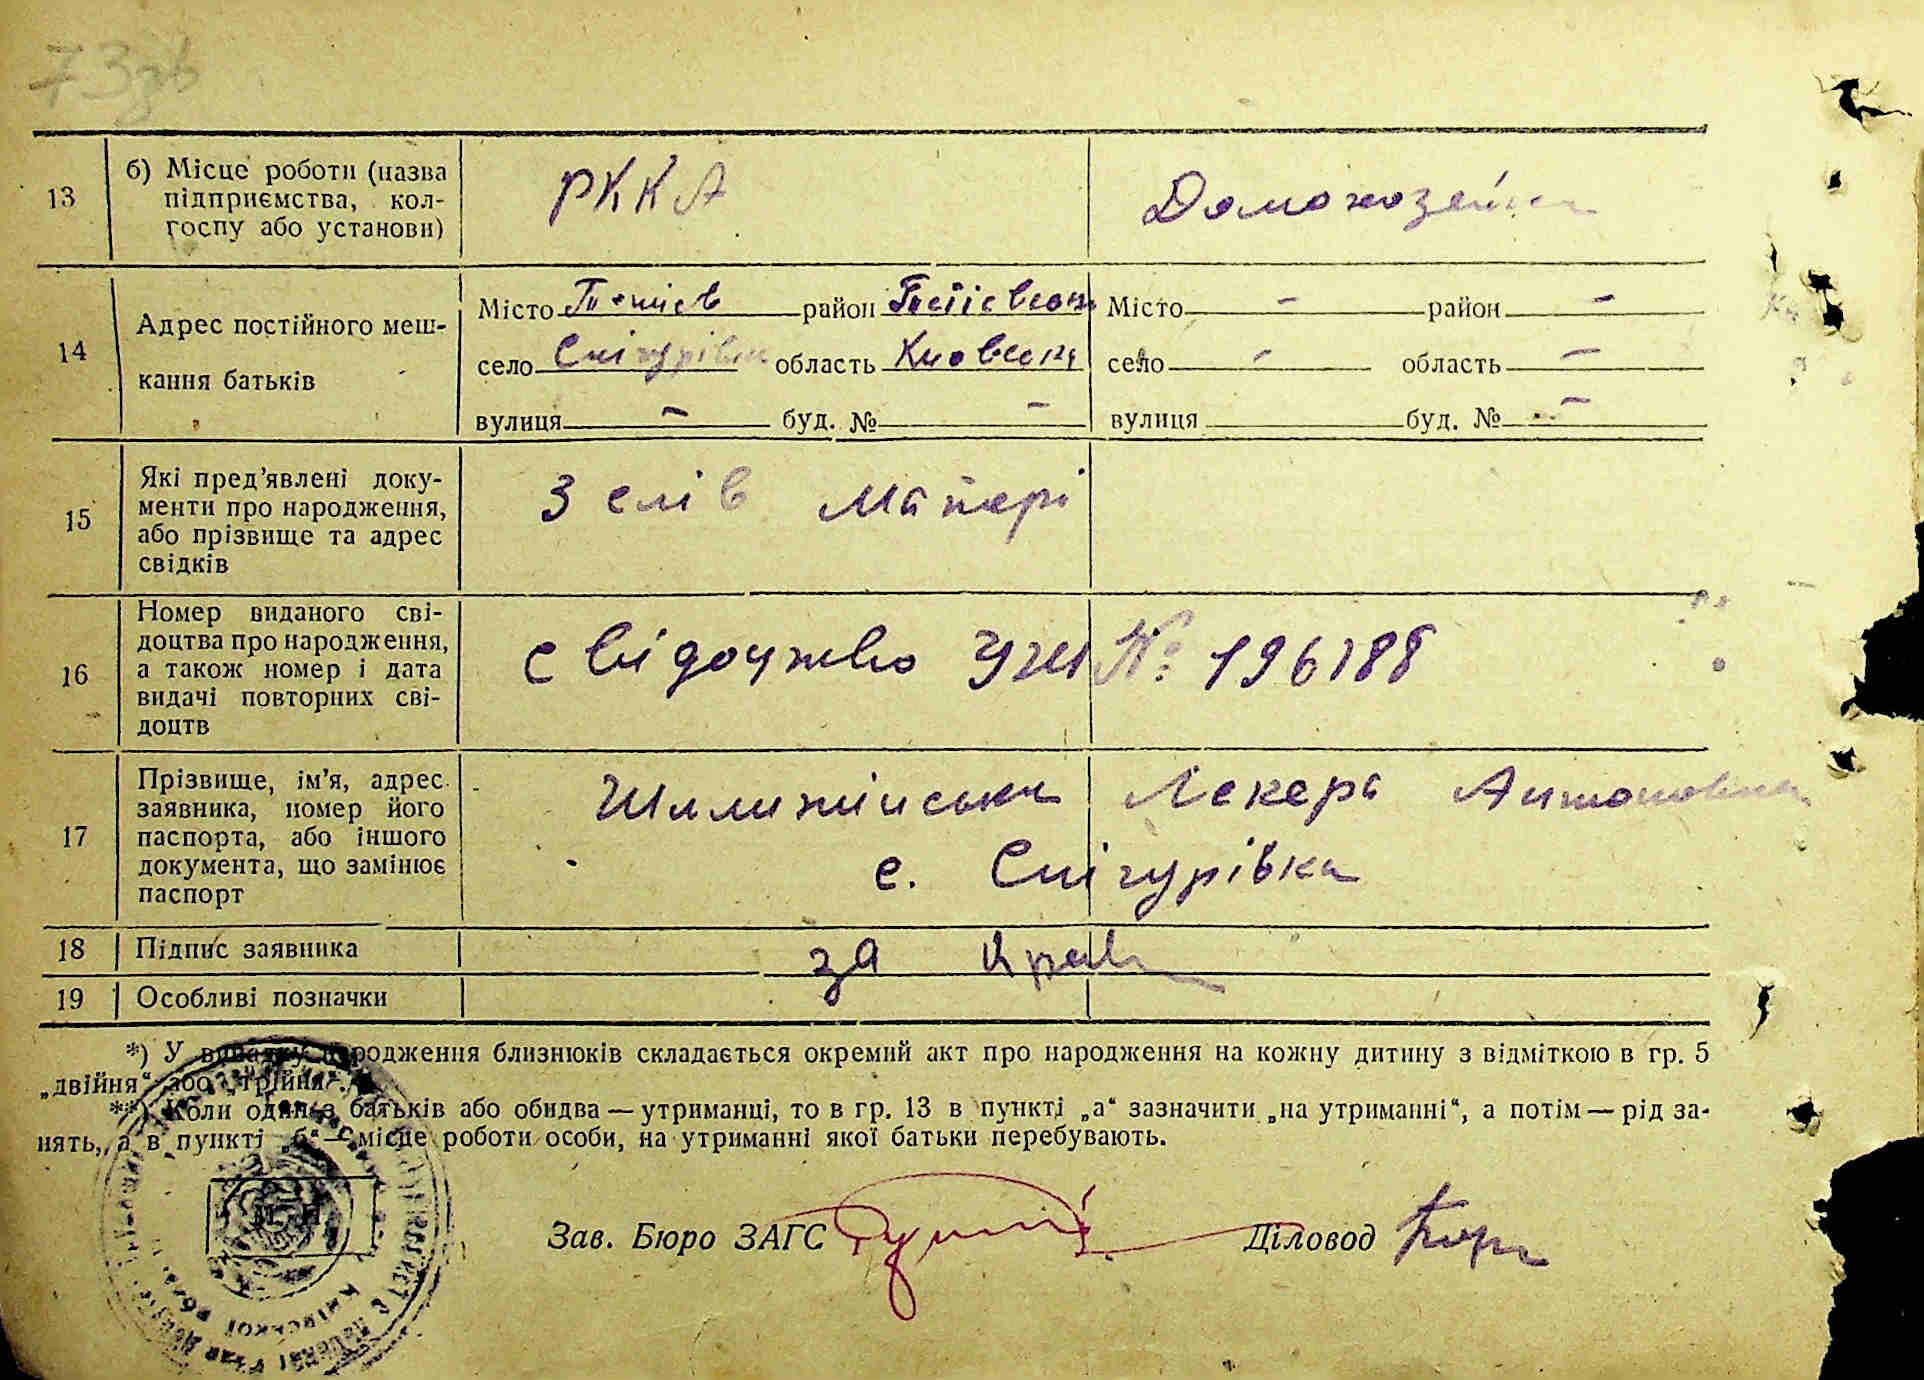 73зв
13
б) Місце роботи (назва
підприємства, кол-
госпу або установи)
РККА
Домохозяйка
14
Адрес постійного меш-
кання батьків
Місто Тетієв район Тетієвськ
село Снігурівка область Київська
вулиця – буд. № –
Місто – район –
село – область –
вулиця буд. № –
15
Які пред'явлені доку-
менти про народження,
або прізвище та адрес
свідків
З слів матері
16
Номер виданого сві-
доцтва про народження,
а також номер і дата
видачі повторних сві-
доцтв
свідоцтво № 196188
17
Прізвище, ім'я, адрес
заявника, номер його
паспорта, або іншого
документа, що замінює
паспорт
Лекера Антоновна
с. Снігурівка
18
Підпис заявника
за
19
Особливі позначки
*) У випадку народження близнюків складається окремий акт про народження на кожну дитину з відміткою в гр. 5
„двійня“ або „трійня“.
**) Коли один з батьків або обидва — утриманці, то в гр. 13 в пункті „а“ зазначити „на утриманні“, а потім — рід за-
нять, а в пункті „б“ — місце роботи особи, на утриманні якої батьки перебувають.
Зав. Бюро ЗАГС
Діловод
Київської